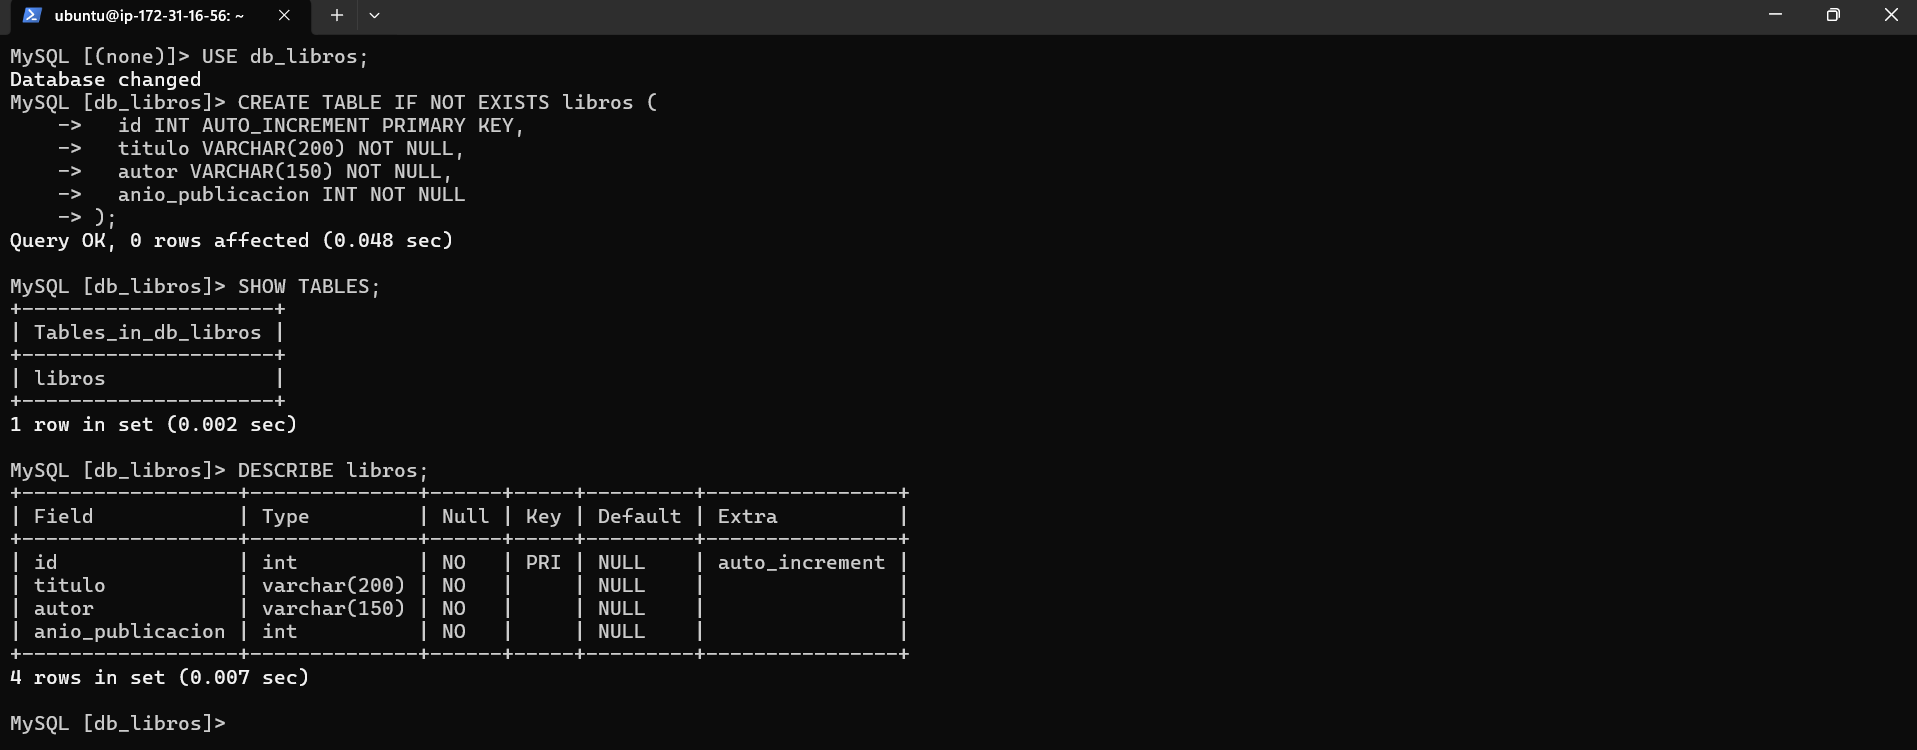 ubuntu@ip-172-31-16-56: ~
MySQL [(none)]> USE db_libros;
Database changed
MySQL [db_libros]> CREATE TABLE IF NOT EXISTS libros (
    ->   id INT AUTO_INCREMENT PRIMARY KEY,
    ->   titulo VARCHAR(200) NOT NULL,
    ->   autor VARCHAR(150) NOT NULL,
    ->   anio_publicacion INT NOT NULL
    -> );
Query OK, 0 rows affected (0.048 sec)

MySQL [db_libros]> SHOW TABLES;
+---------------------+
| Tables_in_db_libros |
+---------------------+
| libros              |
+---------------------+
1 row in set (0.002 sec)

MySQL [db_libros]> DESCRIBE libros;
+------------------+--------------+------+-----+---------+----------------+
| Field            | Type         | Null | Key | Default | Extra          |
+------------------+--------------+------+-----+---------+----------------+
| id               | int          | NO   | PRI | NULL    | auto_increment |
| titulo           | varchar(200) | NO   |     | NULL    |                |
| autor            | varchar(150) | NO   |     | NULL    |                |
| anio_publicacion | int          | NO   |     | NULL    |                |
+------------------+--------------+------+-----+---------+----------------+
4 rows in set (0.007 sec)

MySQL [db_libros]>